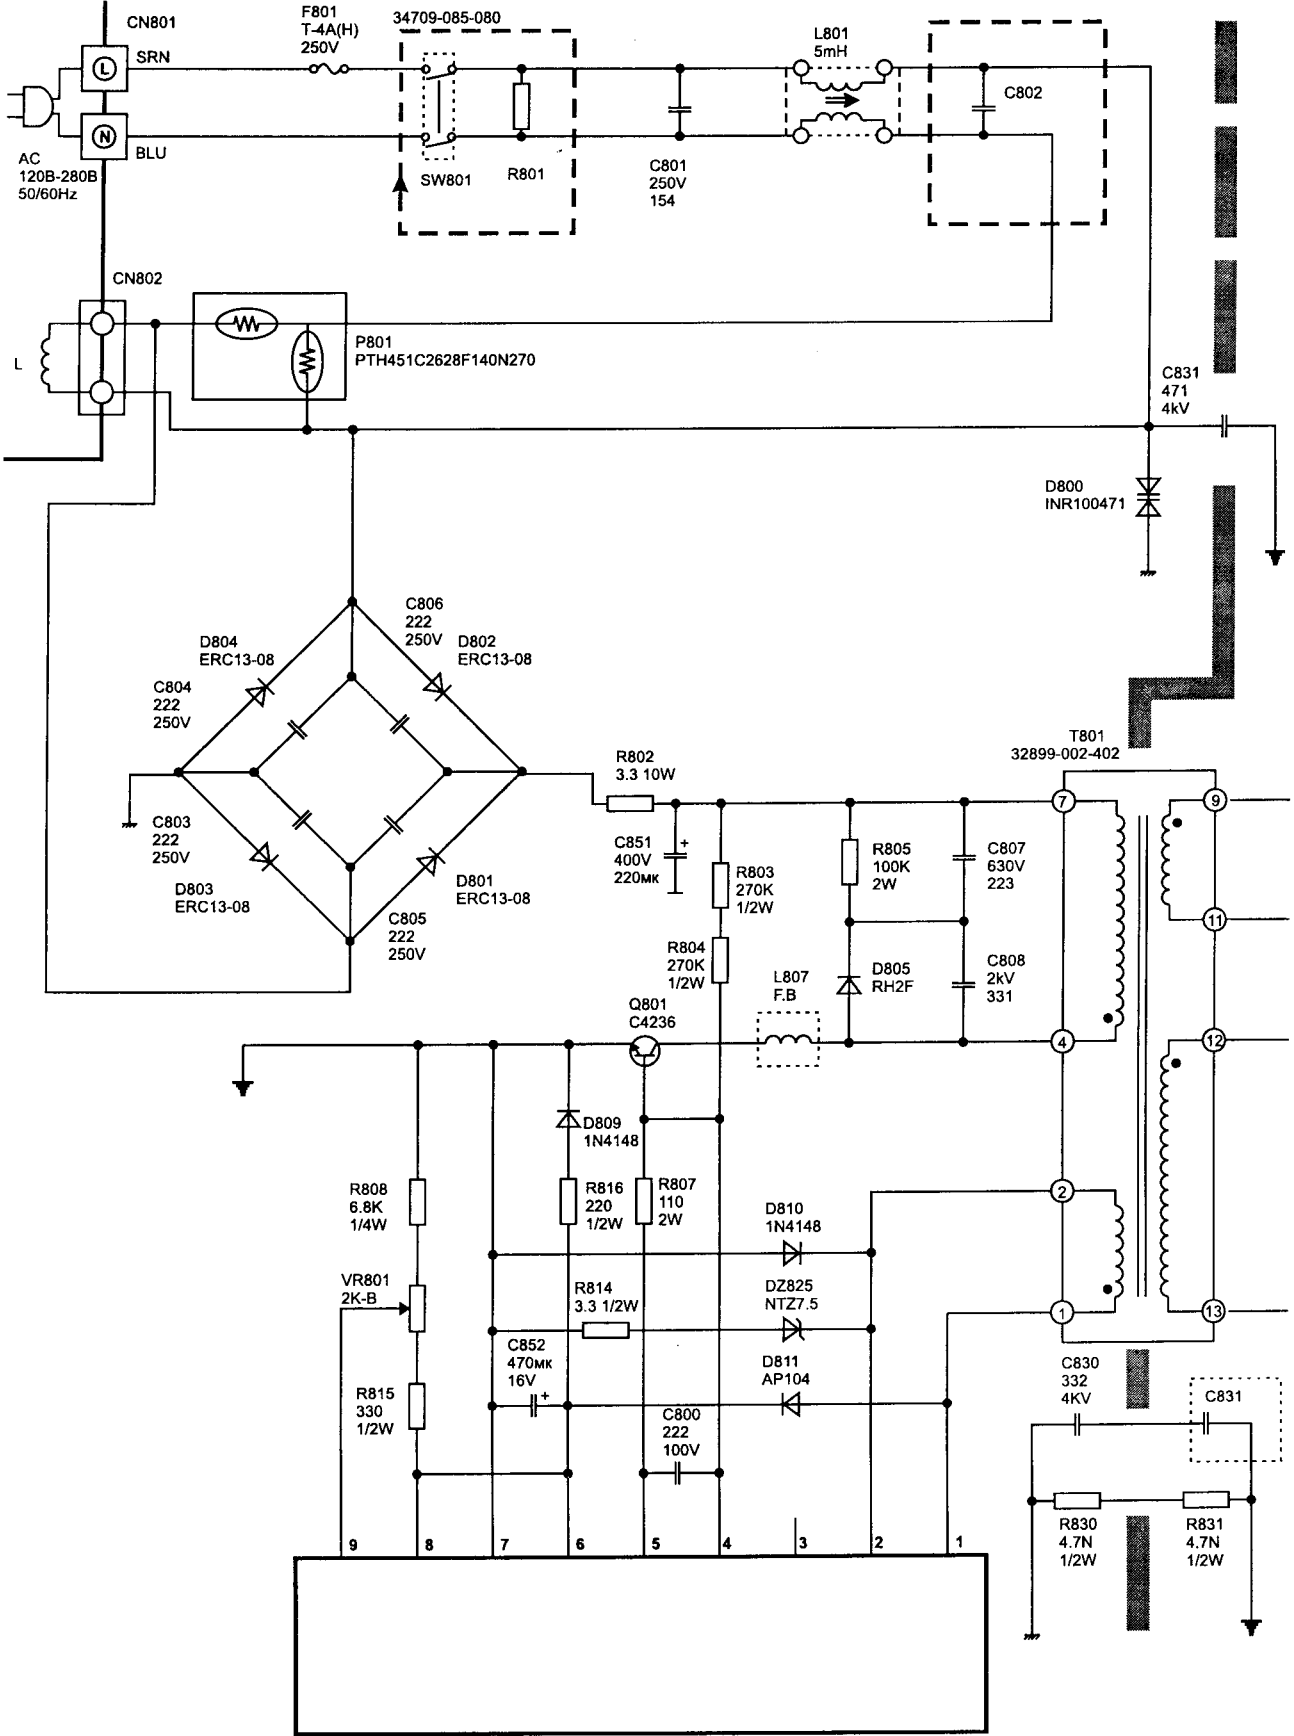 CN801
L
SRN
N
BLU
AC
120B-280B
50/60Hz
F801
T-4A(H)
250V
34709-085-080
SW801
R801
C801
250V
154
L801
5mH
C802
CN802
L
P801
PTH451C2628F140N270
C831
471
4kV
D800
INR100471
C806
222
250V
D804
ERC13-08
D802
ERC13-08
C804
222
250V
C803
222
250V
D803
ERC13-08
D801
ERC13-08
C805
222
250V
R802
3.3 10W
T801
32899-002-402
7
9
C851
400V
220мк
+
R803
270K
1/2W
R805
100K
2W
C807
630V
223
11
R804
270K
1/2W
L807
F.B
D805
RH2F
C808
2kV
331
Q801
C4236
4
12
D809
1N4148
R808
6.8K
1/4W
R816
220
1/2W
R807
110
2W
D810
1N4148
2
VR801
2K-B
R814
3.3 1/2W
DZ825
NTZ7.5
1
13
C852
470мк
16V
+
D811
AP104
R815
330
1/2W
C800
222
100V
C830
332
4KV
C831
R830
4.7N
1/2W
R831
4.7N
1/2W
9
8
7
6
5
4
3
2
1